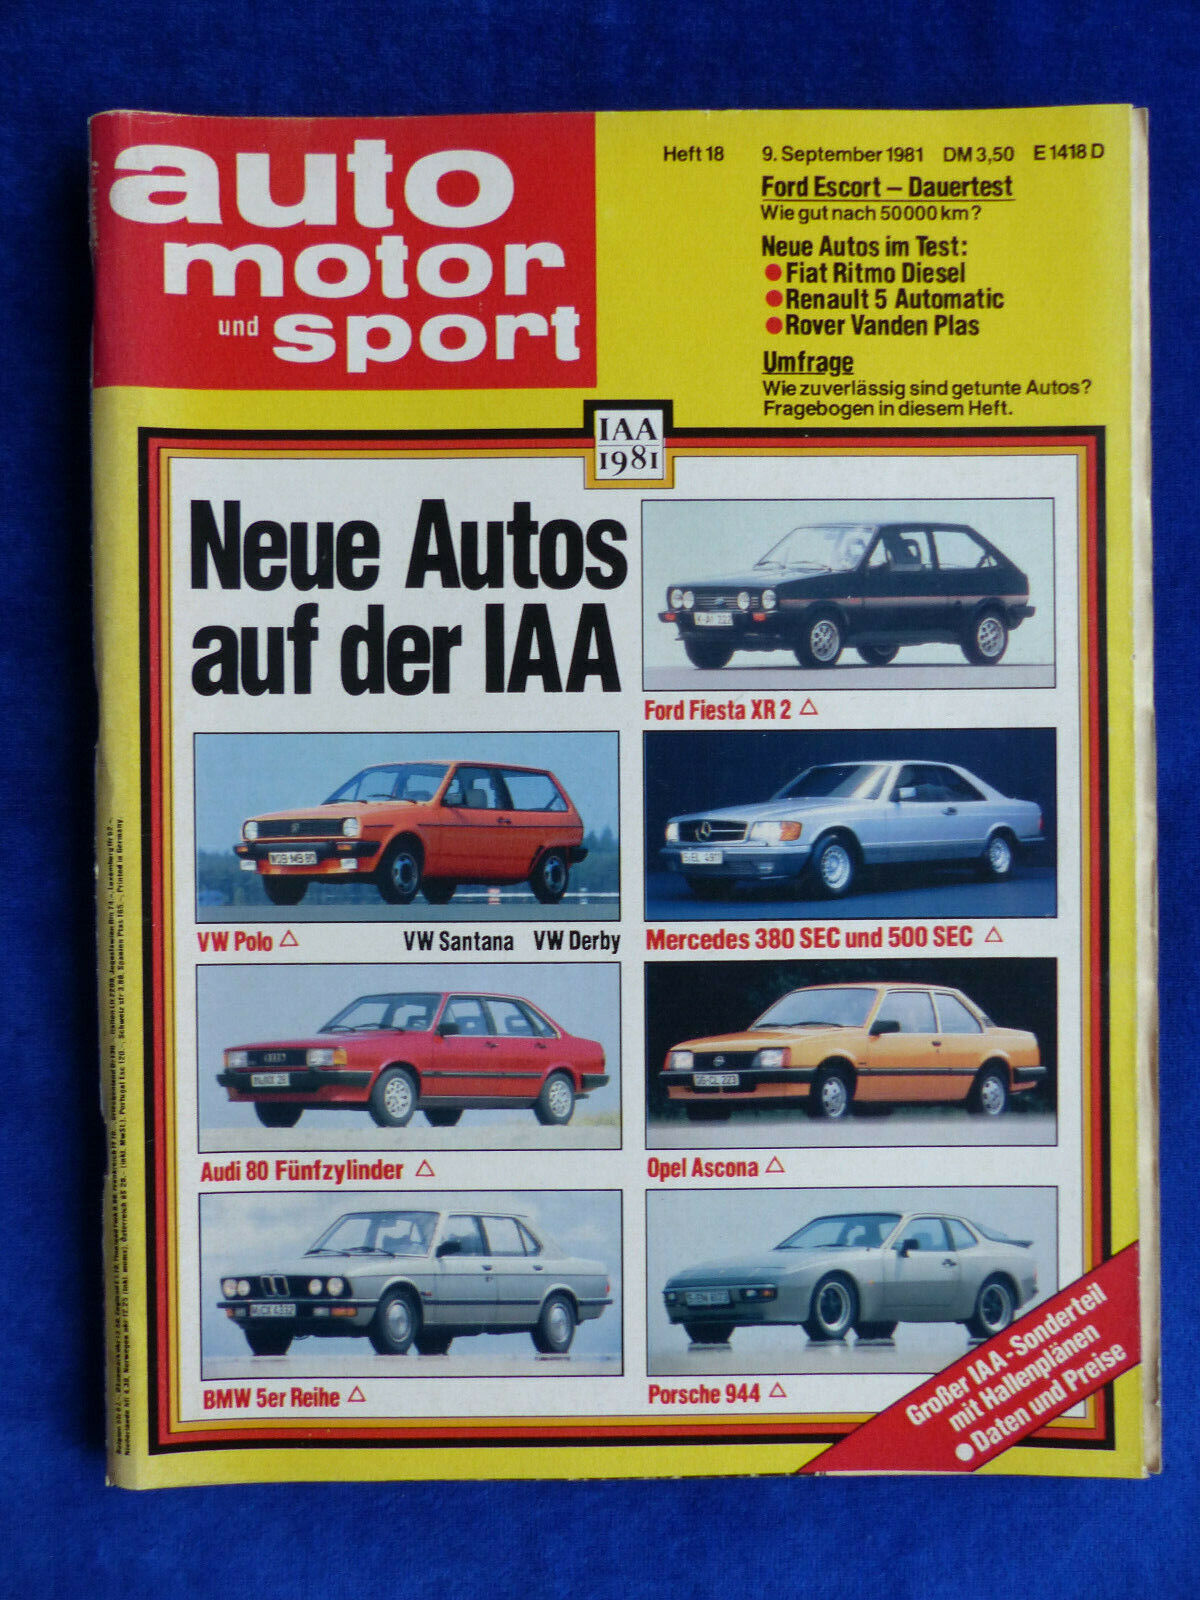 auto
motor
und sport
Heft 18 9. September 1981 DM 3,50 E 1418 D
Ford Escort – Dauertest
Wie gut nach 50000 km?
Neue Autos im Test:
● Fiat Ritmo Diesel
● Renault 5 Automatic
● Rover Vanden Plas
Umfrage
Wie zuverlässig sind getunte Autos?
Fragebogen in diesem Heft.
IAA
1981
Neue Autos
auf der IAA
Ford Fiesta XR 2 △
VW Polo △ VW Santana VW Derby
Mercedes 380 SEC und 500 SEC △
Audi 80 Fünfzylinder △
Opel Ascona △
BMW 5er Reihe △
Porsche 944 △
Großer IAA-Sonderteil
mit Hallenplänen
● Daten und Preise